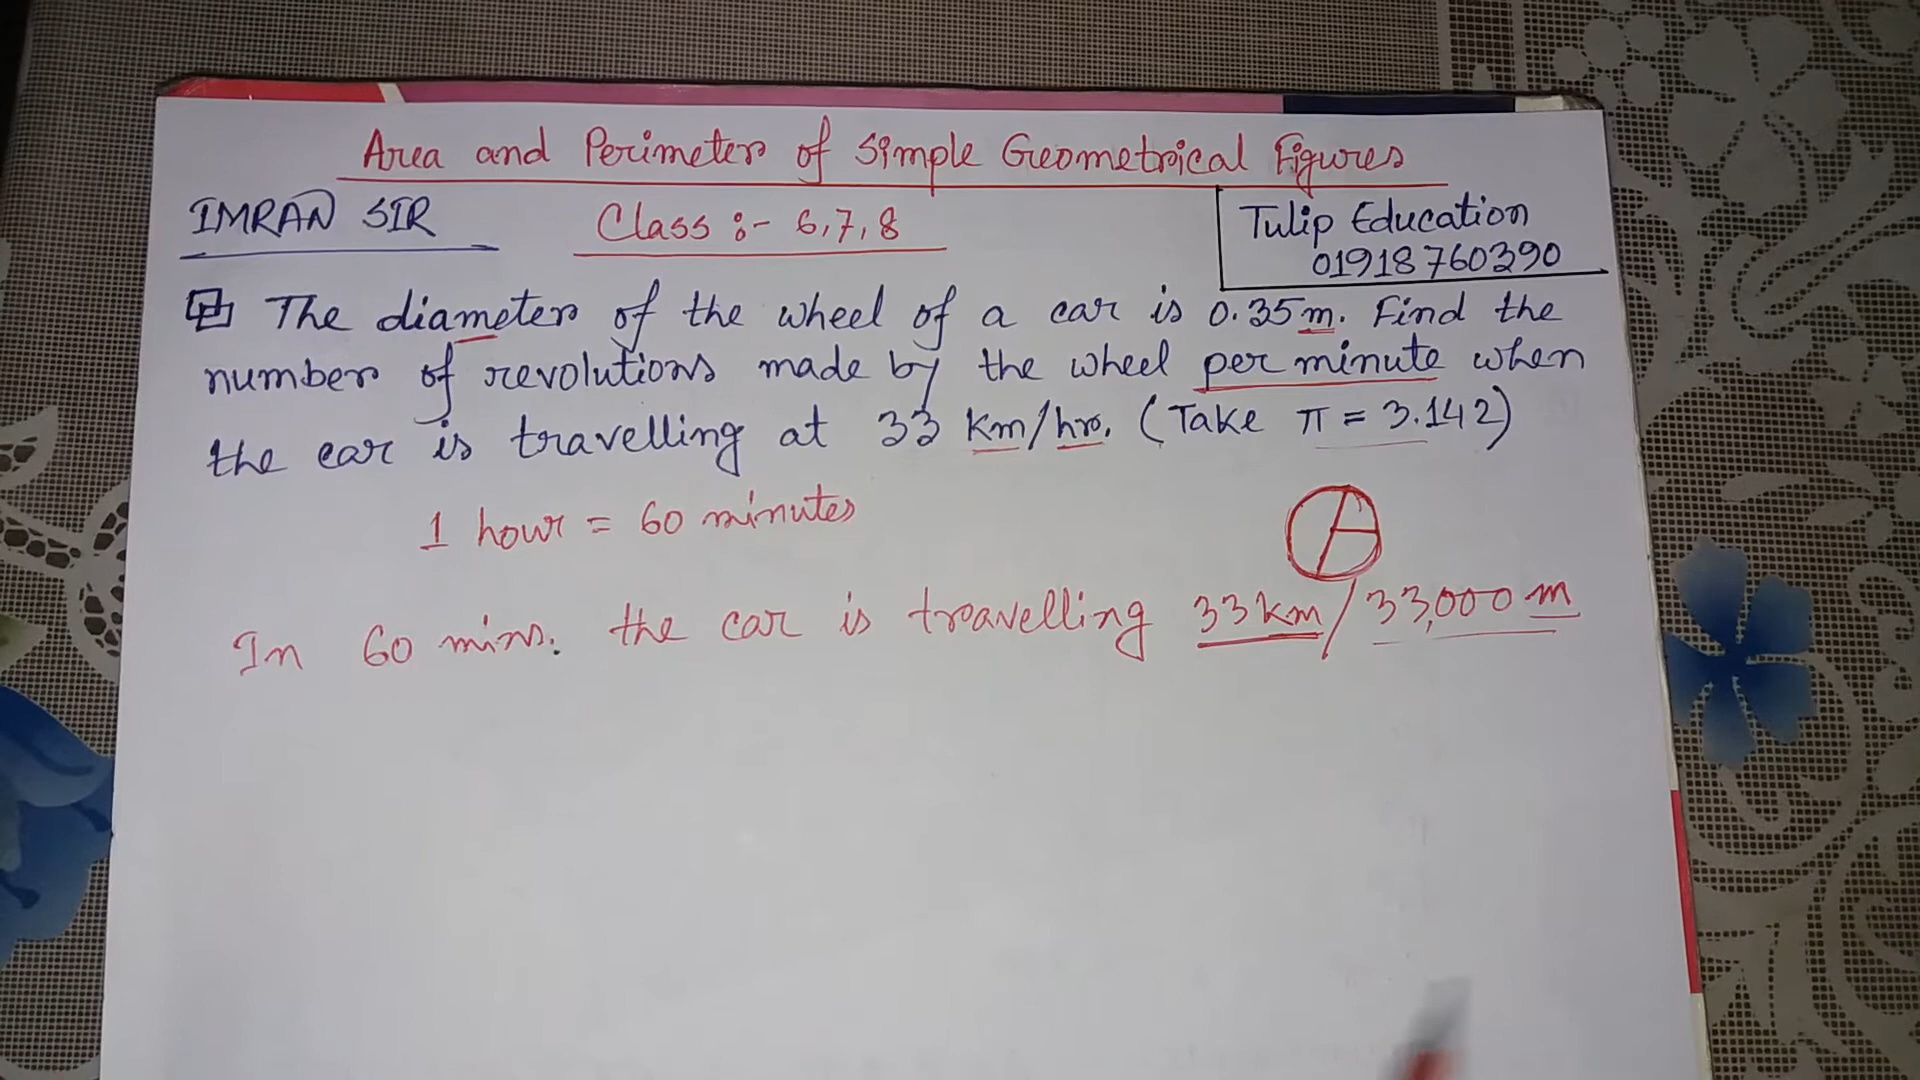 Area and Perimeter of Simple Geometrical Figures
IMRAN SIR
Class :- 6,7,8
Tulip Education
01918760390
The diameter of the wheel of a car is 0.35m. Find the
number of revolutions made by the wheel per minute when
the car is travelling at 33 km/hr. (Take π = 3.142)
1 hour = 60 minutes
In 60 mins. the car is travelling 33km/33,000 m